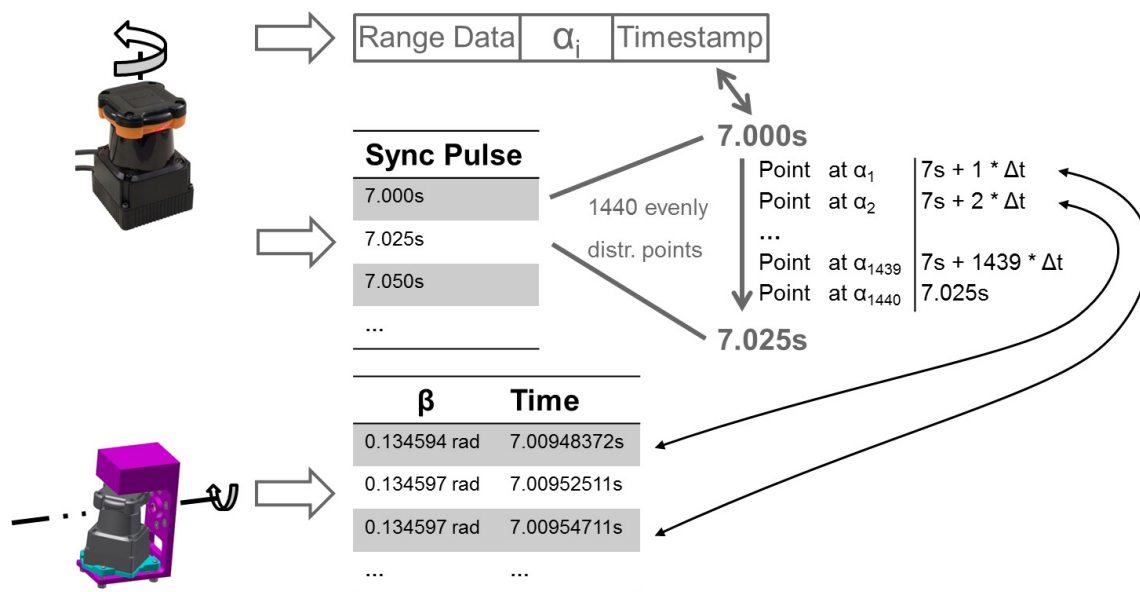 Range Data αi Timestamp
7.000s
Sync Pulse
7.000s
7.025s
7.050s
...
1440 evenly
distr. points
Point at α1 7s + 1 * Δt
Point at α2 7s + 2 * Δt
...
Point at α1439 7s + 1439 * Δt
Point at α1440 7.025s
7.025s
β Time
0.134594 rad 7.00948372s
0.134597 rad 7.00952511s
0.134597 rad 7.00954711s
... ...